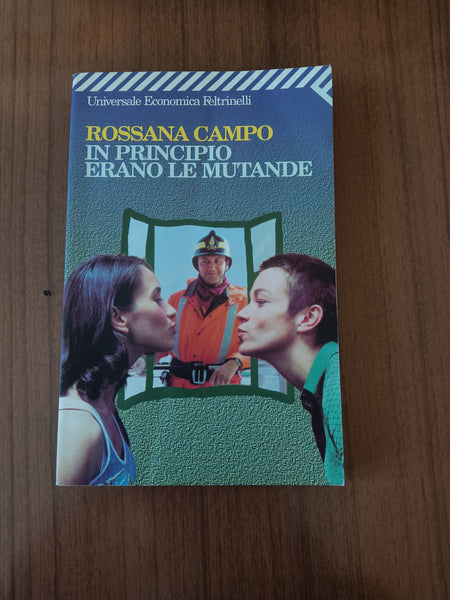 Universale Economica Feltrinelli
ROSSANA CAMPO
IN PRINCIPIO
ERANO LE MUTANDE